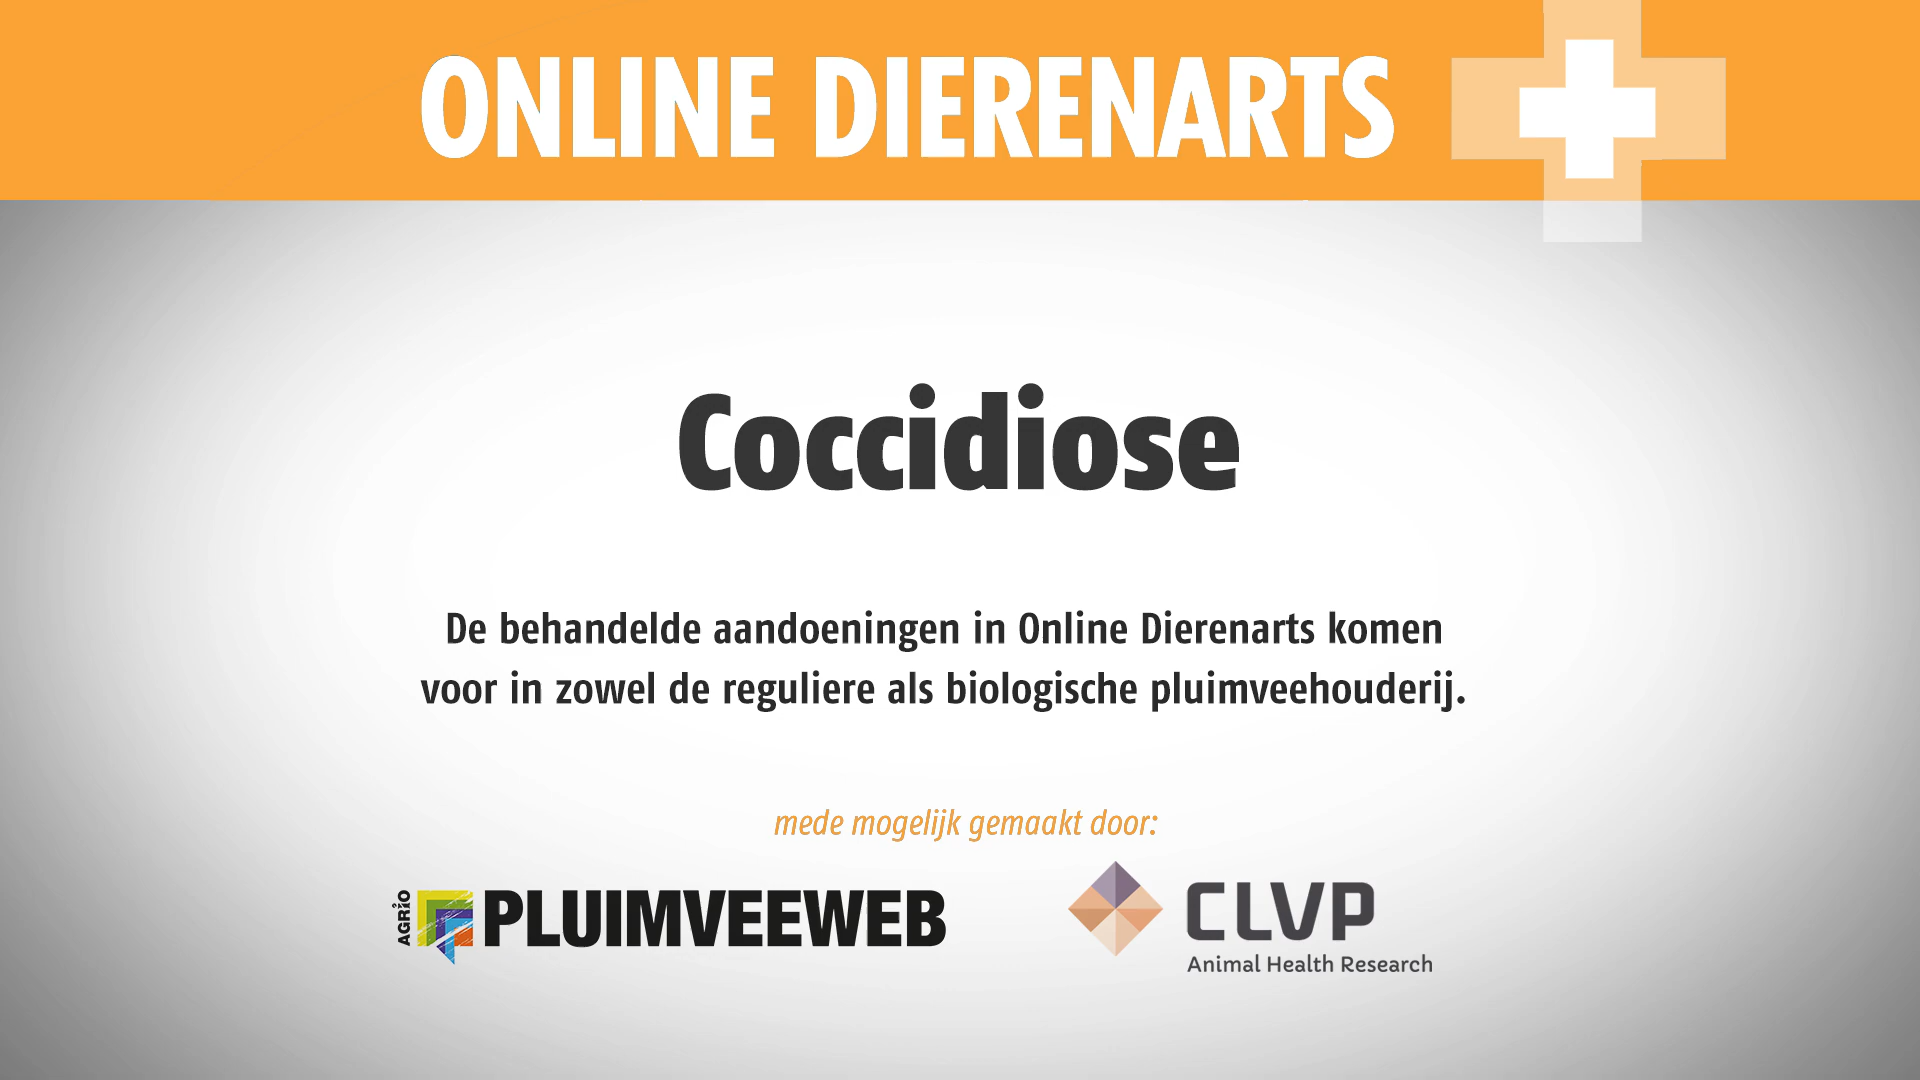 ONLINE DIERENARTS
Coccidiose
De behandelde aandoeningen in Online Dierenarts komen
voor in zowel de reguliere als biologische pluimveehouderij.
mede mogelijk gemaakt door:
AGRIO PLUIMVEEWEB
CLVP
Animal Health Research